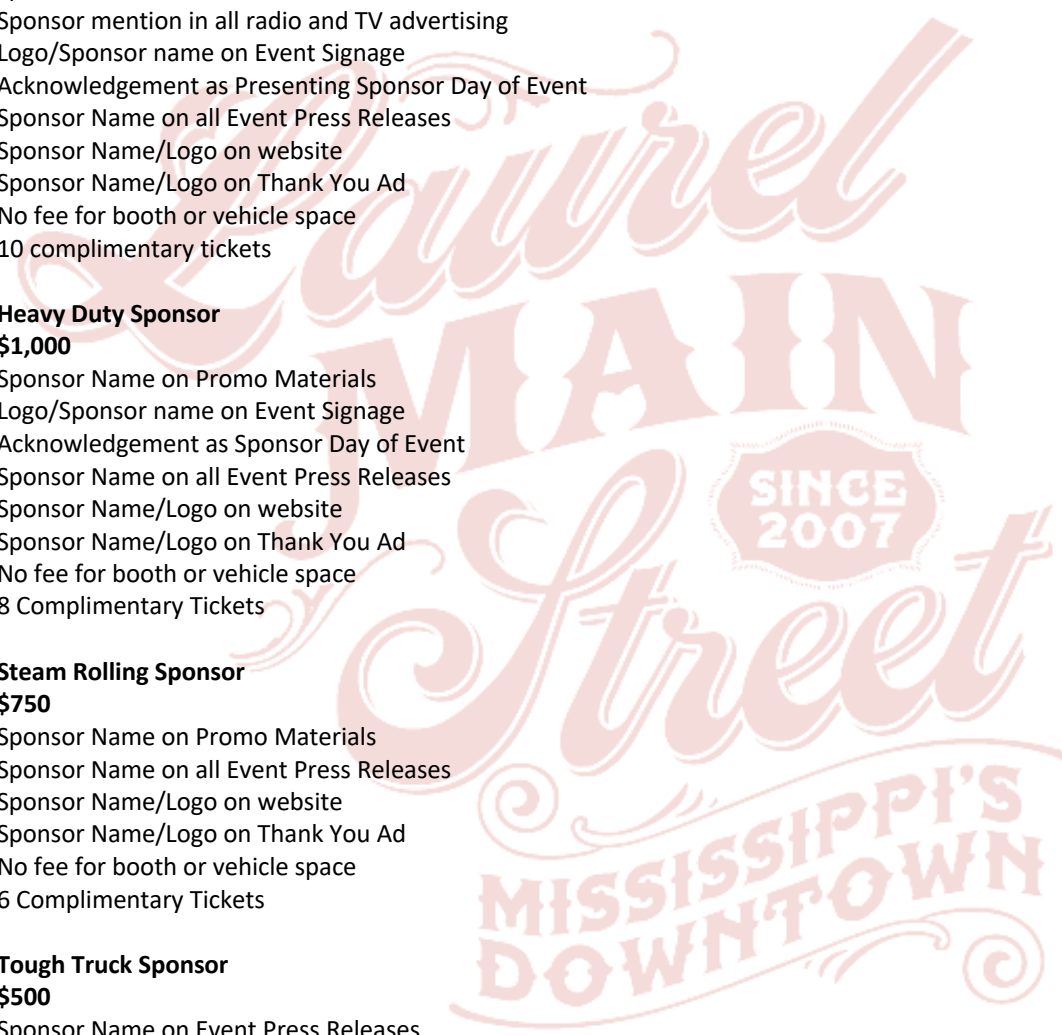 Sponsor mention in all radio and TV advertising
Logo/Sponsor name on Event Signage
Acknowledgement as Presenting Sponsor Day of Event
Sponsor Name on all Event Press Releases
Sponsor Name/Logo on website
Sponsor Name/Logo on Thank You Ad
No fee for booth or vehicle space
10 complimentary tickets
Heavy Duty Sponsor
$1,000
Sponsor Name on Promo Materials
Logo/Sponsor name on Event Signage
Acknowledgement as Sponsor Day of Event
Sponsor Name on all Event Press Releases
Sponsor Name/Logo on website
Sponsor Name/Logo on Thank You Ad
No fee for booth or vehicle space
8 Complimentary Tickets
Steam Rolling Sponsor
$750
Sponsor Name on Promo Materials
Sponsor Name on all Event Press Releases
Sponsor Name/Logo on website
Sponsor Name/Logo on Thank You Ad
No fee for booth or vehicle space
6 Complimentary Tickets
Tough Truck Sponsor
$500
Sponsor Name on Event Press Releases
Laurel
MAIN
SINCE
2007
Street
MISSISSIPPI'S
DOWNTOWN